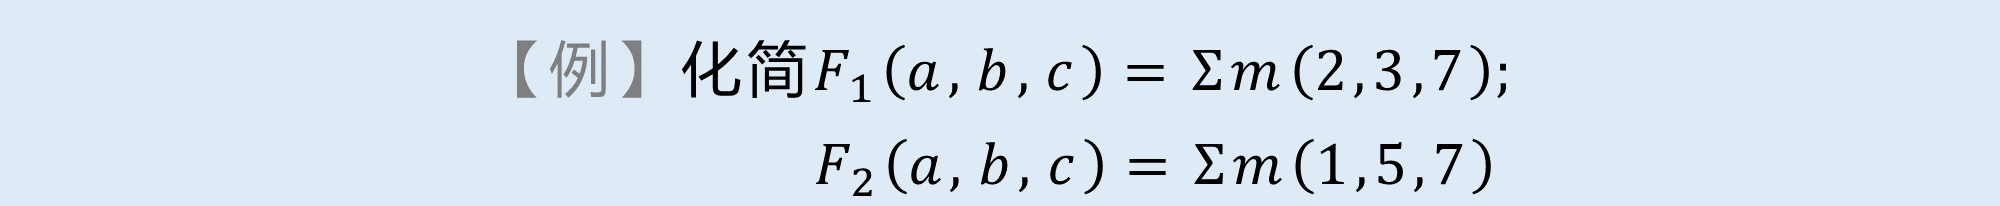 【例】化简F₁(a, b, c) = Σm(2,3,7);
F₂(a, b, c) = Σm(1,5,7)